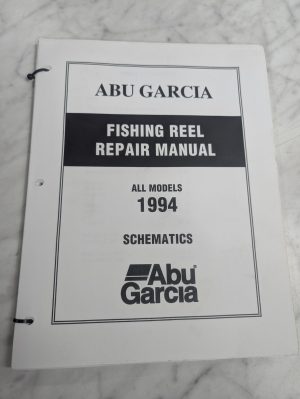 ABU GARCIA
FISHING REEL
REPAIR MANUAL
ALL MODELS
1994
SCHEMATICS
Abu
Garcia